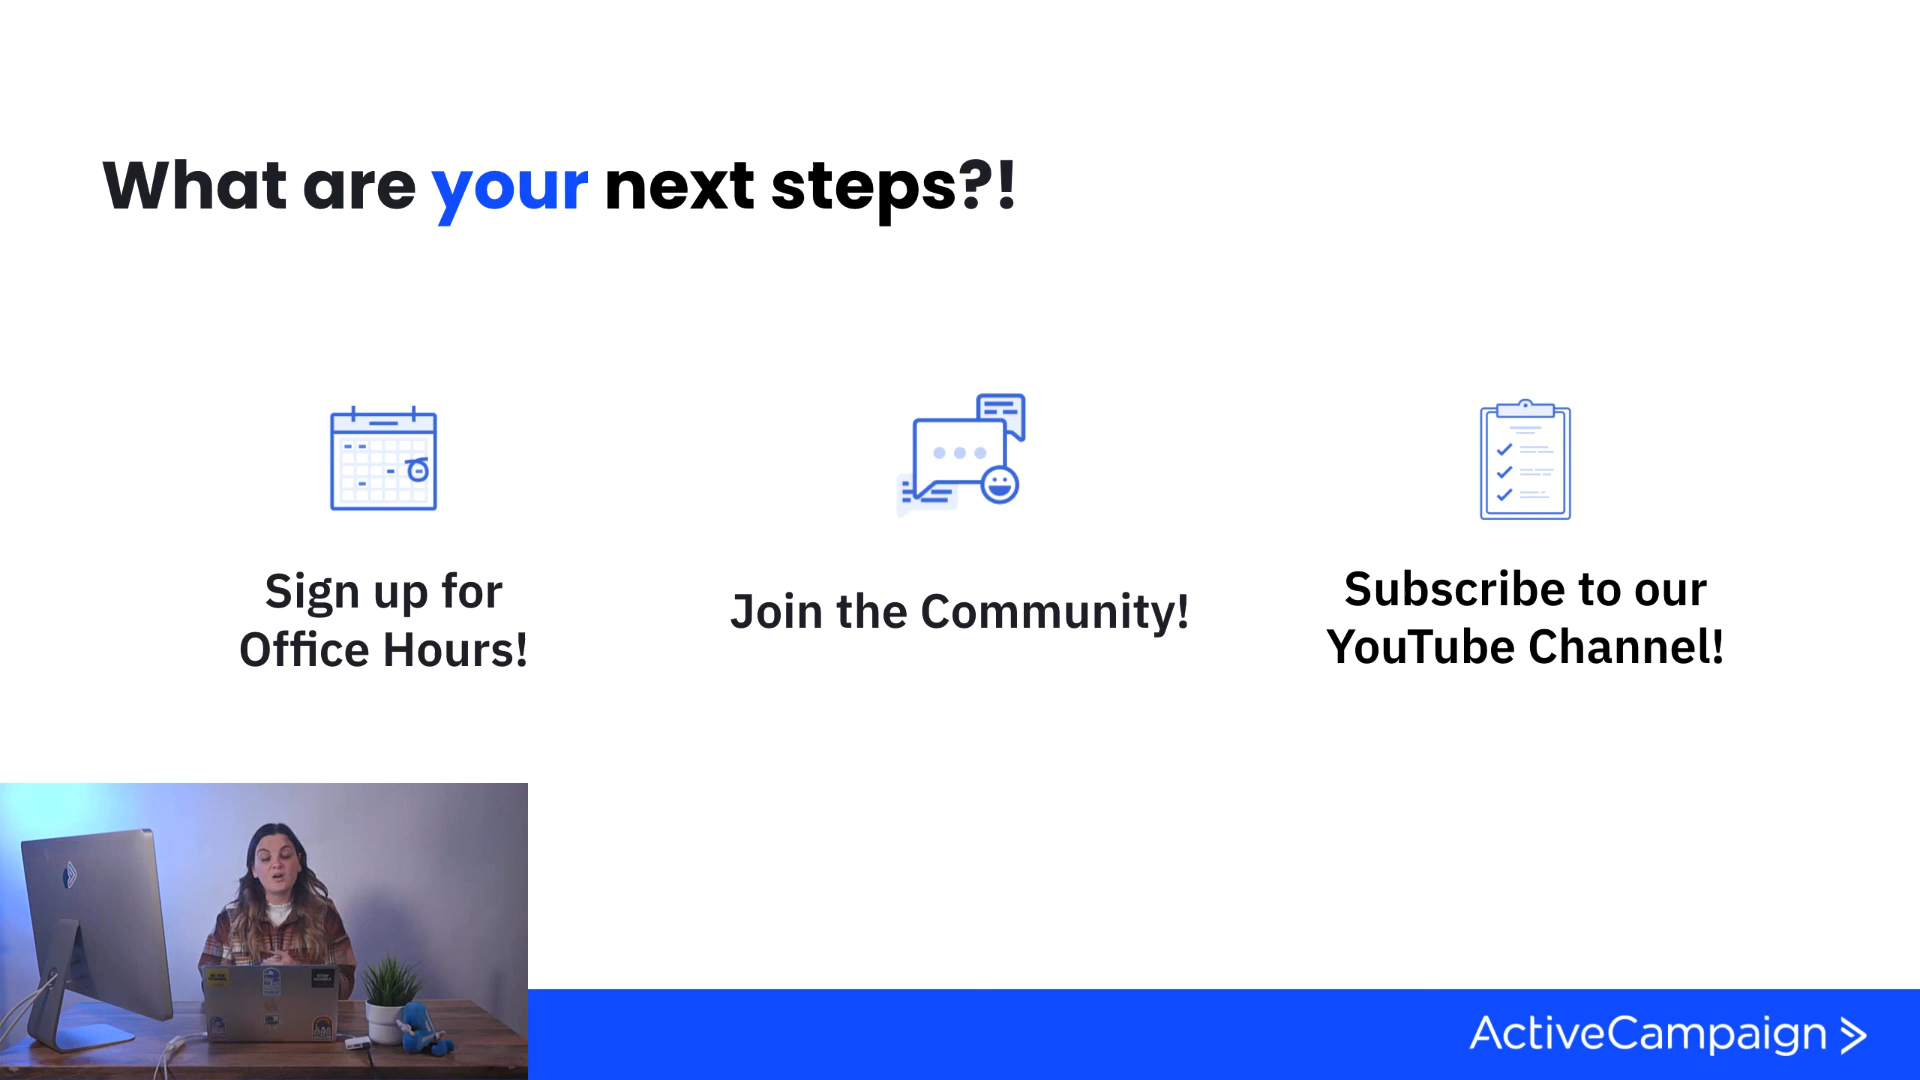 What are your next steps?!
Sign up for
Office Hours!
Join the Community!
Subscribe to our
YouTube Channel!
ActiveCampaign